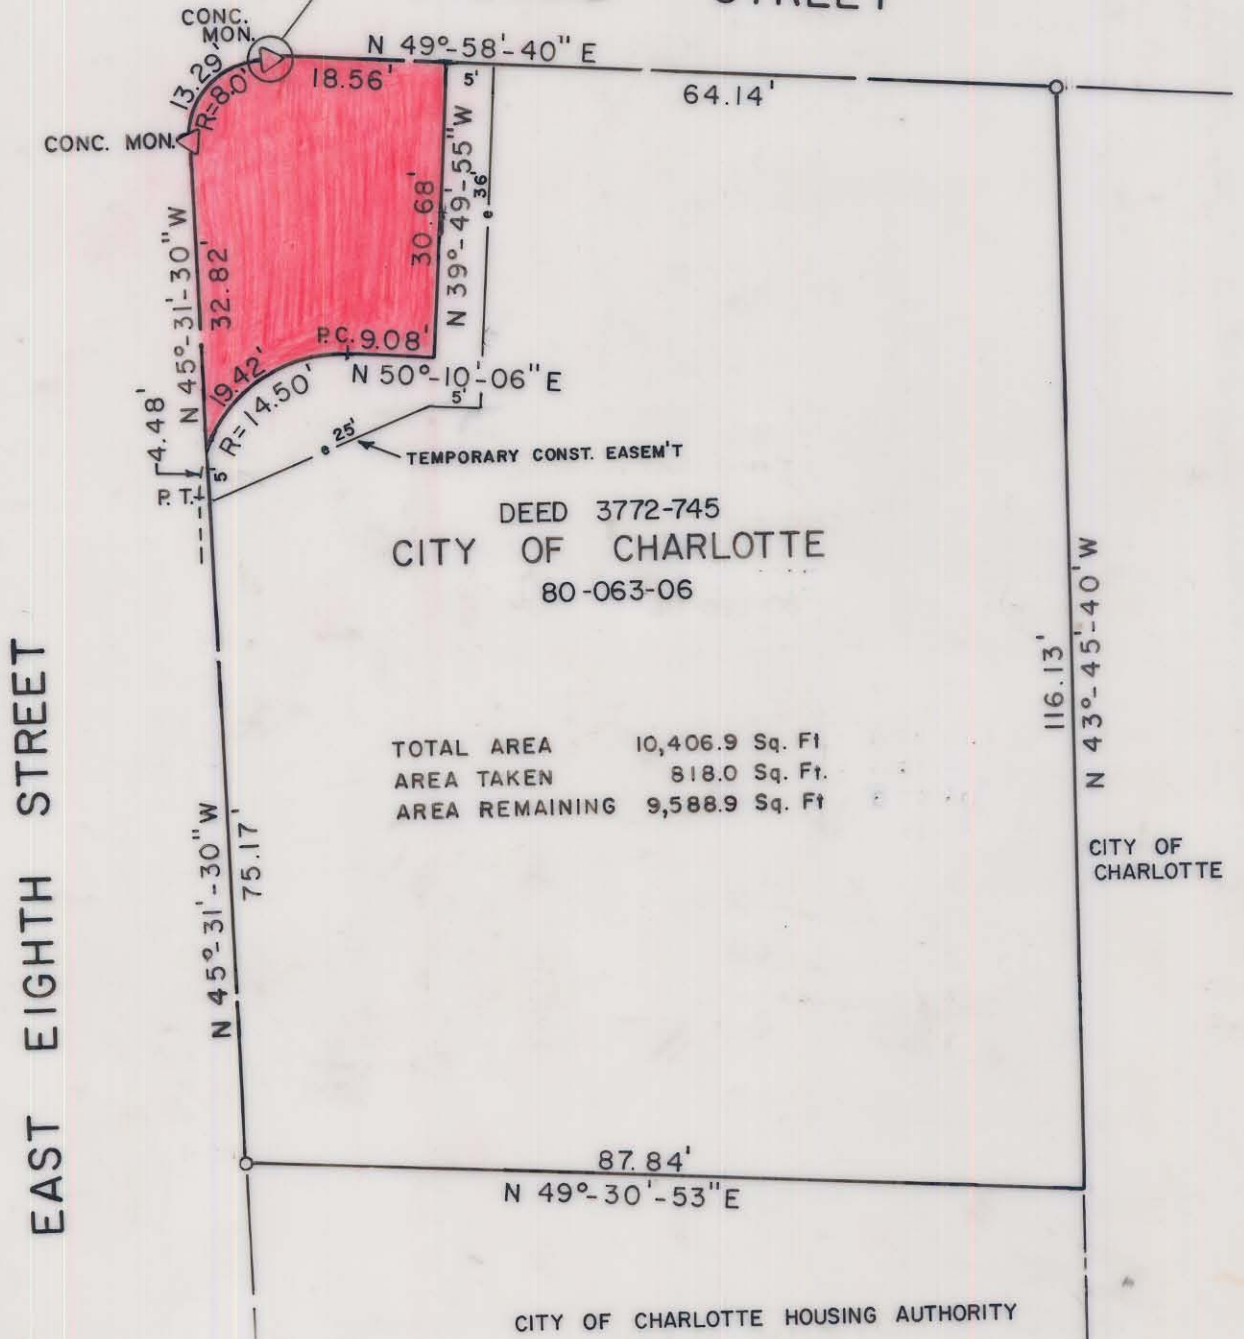 STREET
CONC.
MON.
N 49°-58'-40" E
13.29'
R=8.0'
18.56'
5'
64.14'
CONC. MON.
N 45°-31'-30" W
32.82'
30.68'
N 39°-49'-55" W
e 36'
P.C. 9.08'
19.42'
R=14.50'
N 50°-10'-06" E
5'
4.48'
5'
e 25'
TEMPORARY CONST. EASEM'T
P.T.
DEED 3772-745
CITY OF CHARLOTTE
80-063-06
116.13'
N 43°-45'-40" W
TOTAL AREA 10,406.9 Sq. Ft
AREA TAKEN 818.0 Sq. Ft.
AREA REMAINING 9,588.9 Sq. Ft
EAST EIGHTH STREET
N 45°-31'-30" W
75.17'
CITY OF
CHARLOTTE
87.84'
N 49°-30'-53" E
CITY OF CHARLOTTE HOUSING AUTHORITY